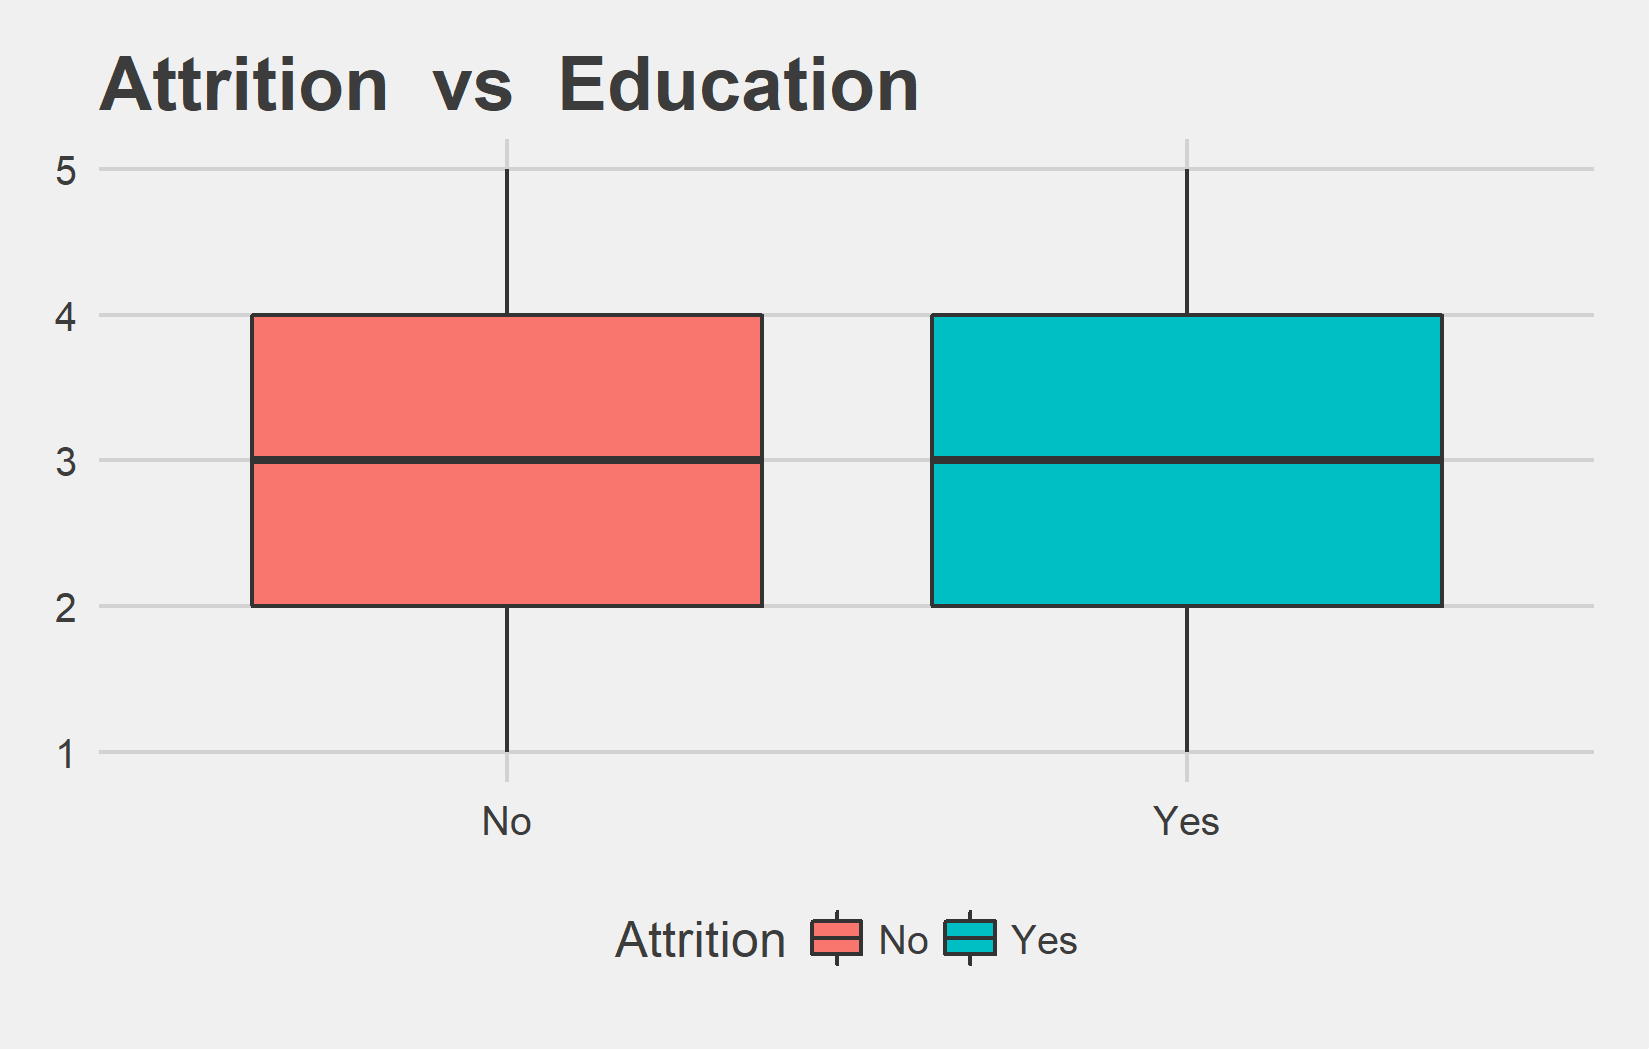 Attrition vs Education
5
4
3
2
1
No Yes
Attrition No Yes